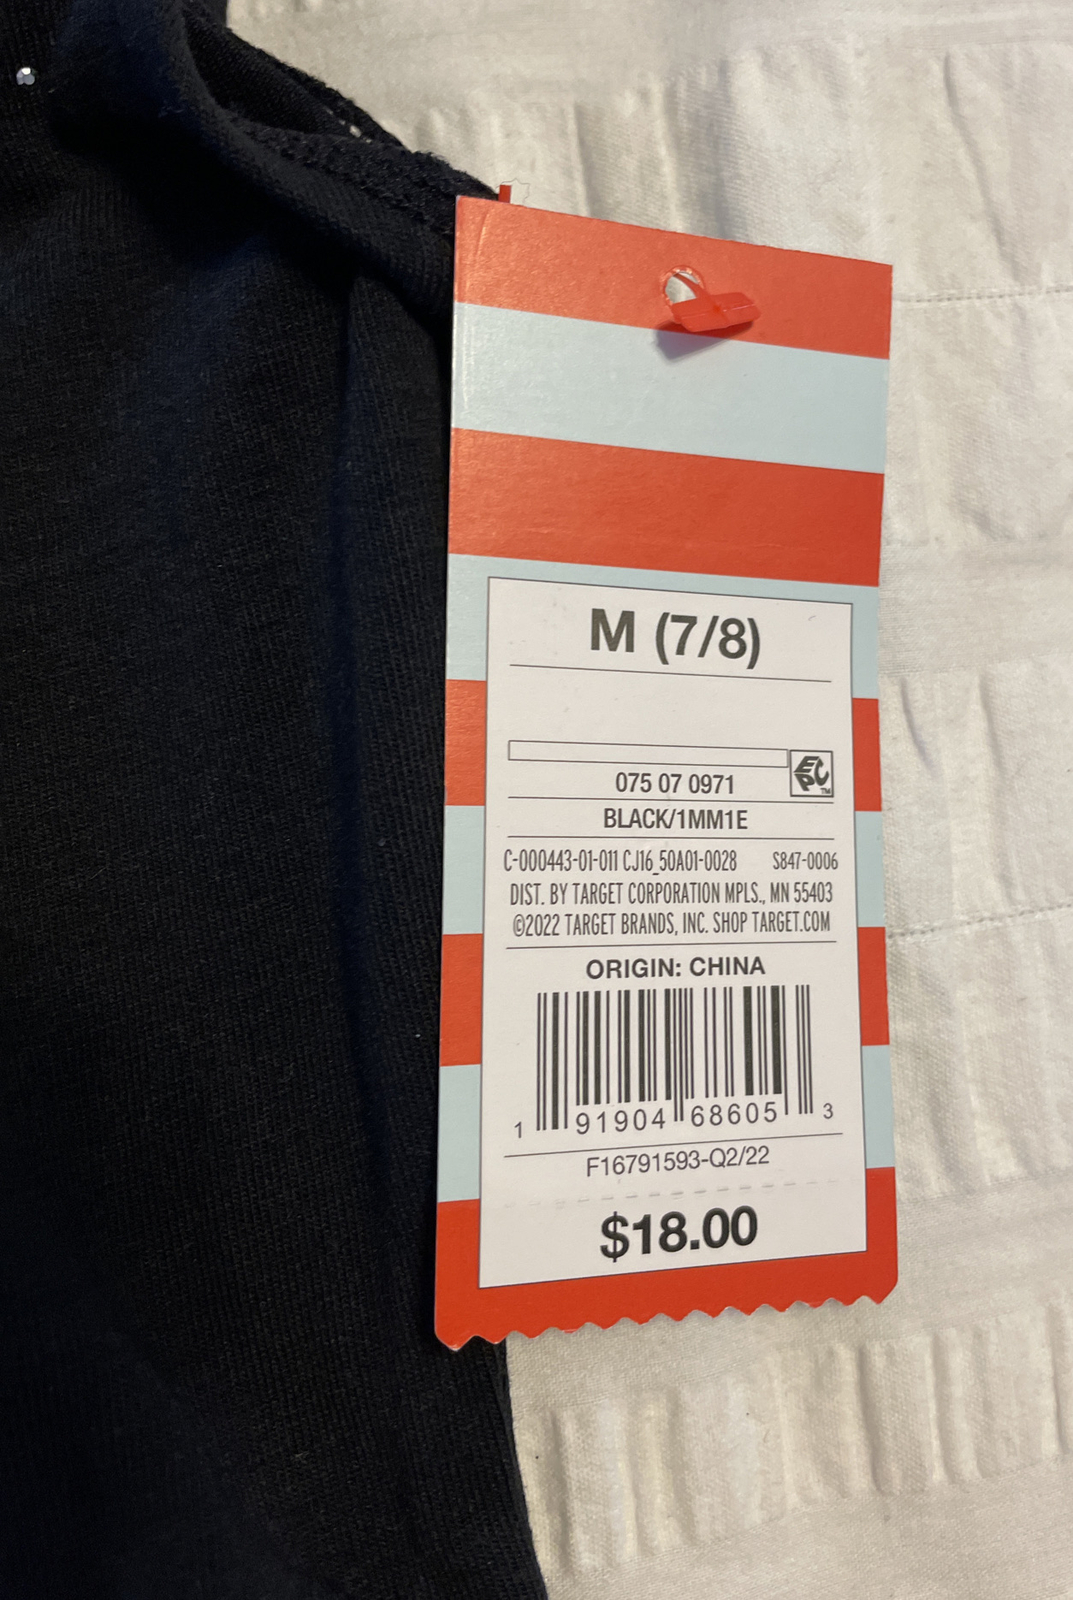 M (7/8)
EPC™
075 07 0971
BLACK/1MM1E
C-000443-01-011 CJ16_50A01-0028 S847-0006
DIST. BY TARGET CORPORATION MPLS., MN 55403
©2022 TARGET BRANDS, INC. SHOP TARGET.COM
ORIGIN: CHINA
1 91904 68605 3
F16791593-Q2/22
$18.00